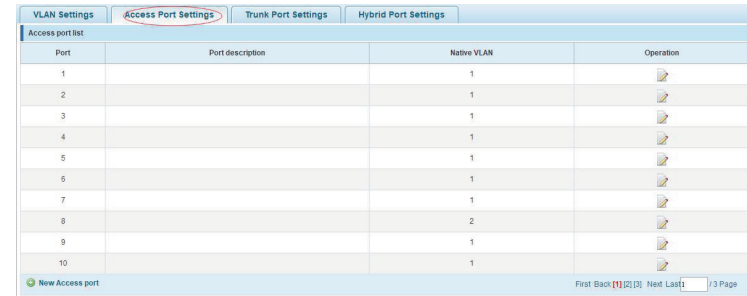 VLAN Settings Access Port Settings Trunk Port Settings Hybrid Port Settings
Access port list
Port Port description Native VLAN Operation
1 1
2 1
3 1
4 1
5 1
6 1
7 1
8 2
9 1
10 1
New Access port First Back [1] [2] [3] Next Last 1 / 3 Page